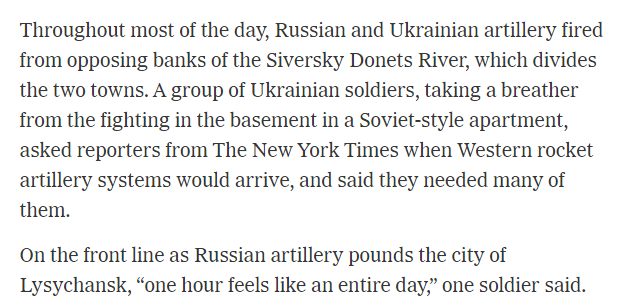 Throughout most of the day, Russian and Ukrainian artillery fired
from opposing banks of the Siversky Donets River, which divides
the two towns. A group of Ukrainian soldiers, taking a breather
from the fighting in the basement in a Soviet-style apartment,
asked reporters from The New York Times when Western rocket
artillery systems would arrive, and said they needed many of
them.
On the front line as Russian artillery pounds the city of
Lysychansk, “one hour feels like an entire day,” one soldier said.